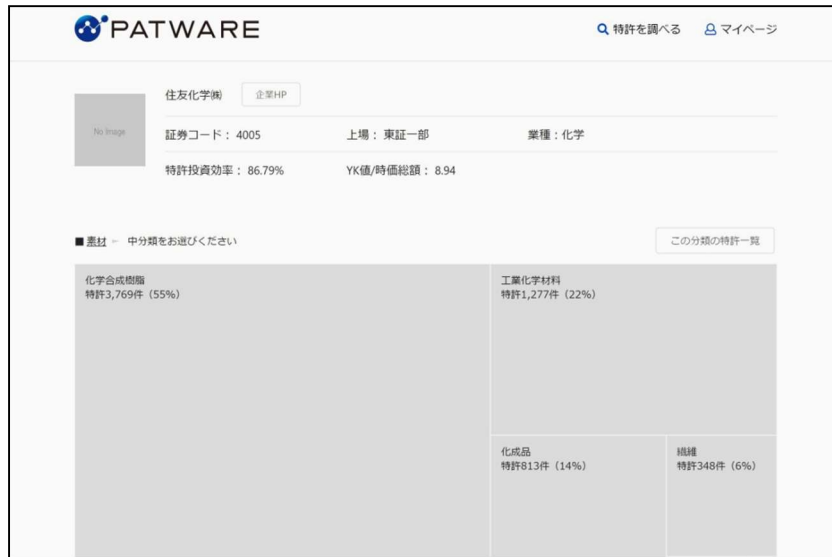 PATWARE
特許を調べる マイページ
住友化学㈱ 企業HP
No Image
証券コード： 4005 上場： 東証一部 業種：化学
特許投資効率： 86.79% YK値/時価総額： 8.94
■ 素材 ▻ 中分類をお選びください この分類の特許一覧
化学合成樹脂
特許3,769件（55%）
工業化学材料
特許1,277件（22%）
化成品
特許813件（14%）
繊維
特許348件（6%）